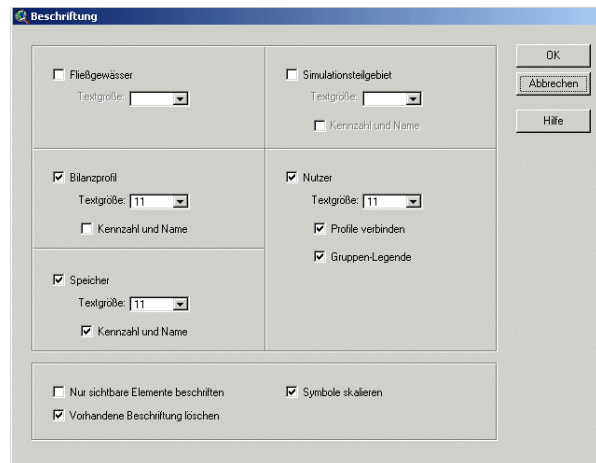 Beschriftung
Fließgewässer
Textgröße:
Simulationsteilgebiet
Textgröße:
Kennzahl und Name
Bilanzprofil
Textgröße: 11
Kennzahl und Name
Nutzer
Textgröße: 11
Profile verbinden
Gruppen-Legende
Speicher
Textgröße: 11
Kennzahl und Name
Nur sichtbare Elemente beschriften
Symbole skalieren
Vorhandene Beschriftung löschen
OK
Abbrechen
Hilfe